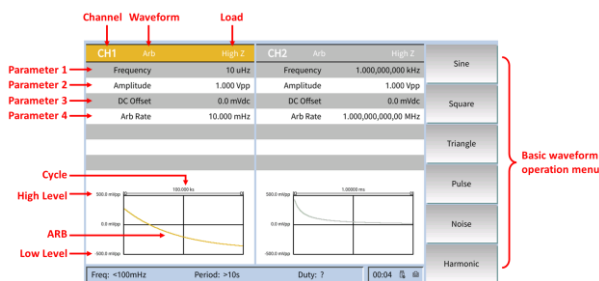 Channel Waveform Load
CH1 Arb High Z CH2 Arb High Z
Parameter 1 Frequency 10 uHz Frequency 1.000,000,000 kHz
Parameter 2 Amplitude 1.000 Vpp Amplitude 1.000 Vpp
Parameter 3 DC Offset 0.0 mVdc DC Offset 0.0 mVdc
Parameter 4 Arb Rate 10.000 mHz Arb Rate 1.000,000,000,00 MHz
Sine
Square
Triangle
Pulse
Noise
Harmonic
Basic waveform
operation menu
Cycle 100.000 ks 1.00000 ms
High Level 500.0 mVpp 500.0 mVpp
0.0 mVpp 0.0 mVpp
ARB
Low Level -500.0 mVpp -500.0 mVpp
Freq: <100mHz Period: >10s Duty: ? 00:04